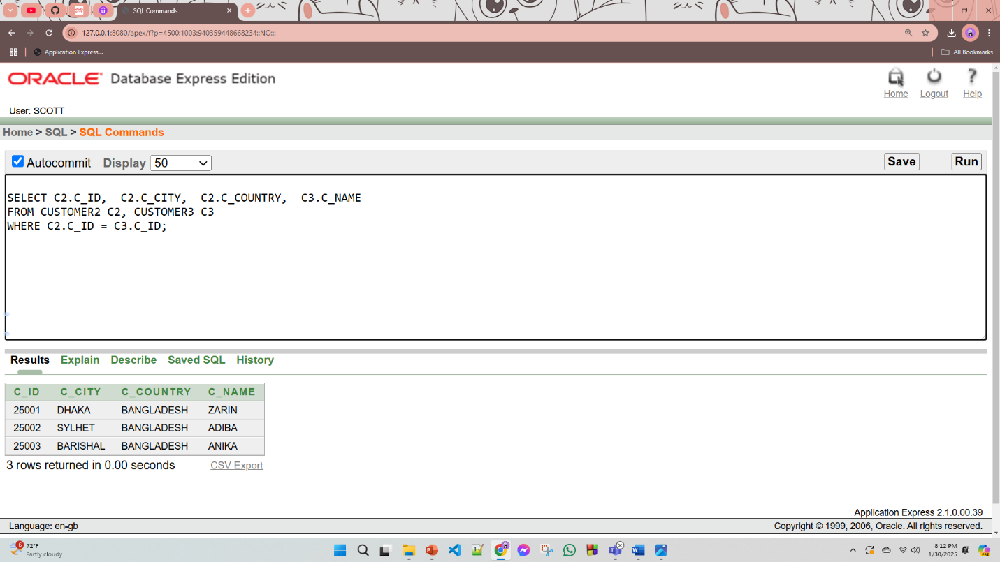 SQL Commands
127.0.0.1:8080/apex/f?p=4500:1003:940359448668234::NO:::
Application Express...
All Bookmarks
ORACLE Database Express Edition
Home
Logout
Help
User: SCOTT
Home > SQL > SQL Commands
Autocommit Display 50
Save
Run
SELECT C2.C_ID, C2.C_CITY, C2.C_COUNTRY, C3.C_NAME
FROM CUSTOMER2 C2, CUSTOMER3 C3
WHERE C2.C_ID = C3.C_ID;
Results Explain Describe Saved SQL History
C_ID C_CITY C_COUNTRY C_NAME
25001 DHAKA BANGLADESH ZARIN
25002 SYLHET BANGLADESH ADIBA
25003 BARISHAL BANGLADESH ANIKA
3 rows returned in 0.00 seconds CSV Export
Application Express 2.1.0.00.39
Language: en-gb
Copyright © 1999, 2006, Oracle. All rights reserved.
6
72°F
Partly cloudy
8:12 PM
1/30/2025
PRE